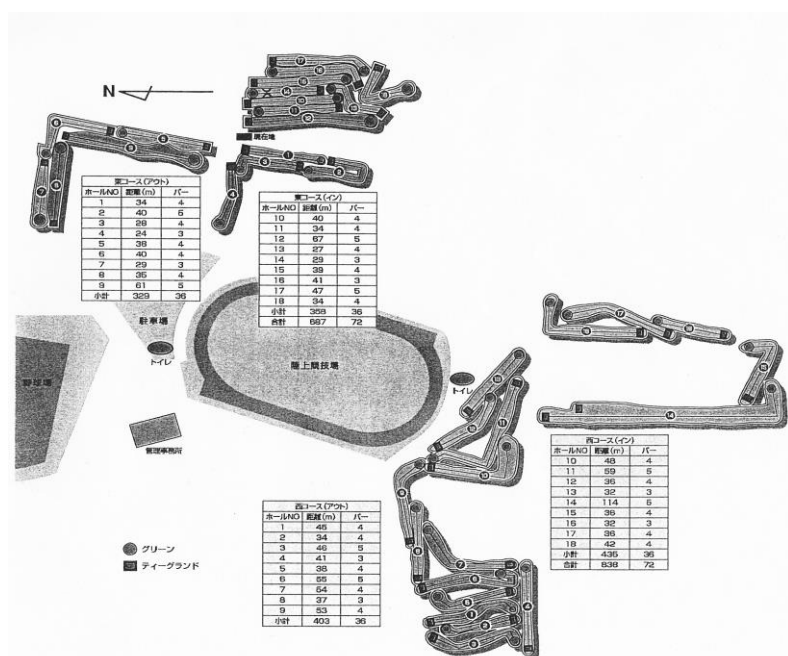 N
現在地
東コース(アウト)
ホールNO 距離(m) パー
1 34 4
2 40 5
3 28 4
4 24 3
5 38 4
6 40 4
7 29 3
8 35 4
9 61 5
小計 329 36
東コース(イン)
ホールNO 距離(m) パー
10 40 4
11 34 4
12 67 5
13 27 4
14 29 3
15 39 4
16 41 3
17 47 5
18 34 4
小計 358 36
合計 687 72
駐車場
トイレ
陸上競技場
トイレ
野球場
管理事務所
西コース(イン)
ホールNO 距離(m) パー
10 48 4
11 59 5
12 36 4
13 32 3
14 114 5
15 36 4
16 32 3
17 36 4
18 42 4
小計 435 36
合計 838 72
西コース(アウト)
ホールNO 距離(m) パー
1 45 4
2 34 4
3 46 5
4 41 3
5 38 4
6 55 5
7 54 4
8 37 3
9 53 4
小計 403 36
グリーン
ティーグランド